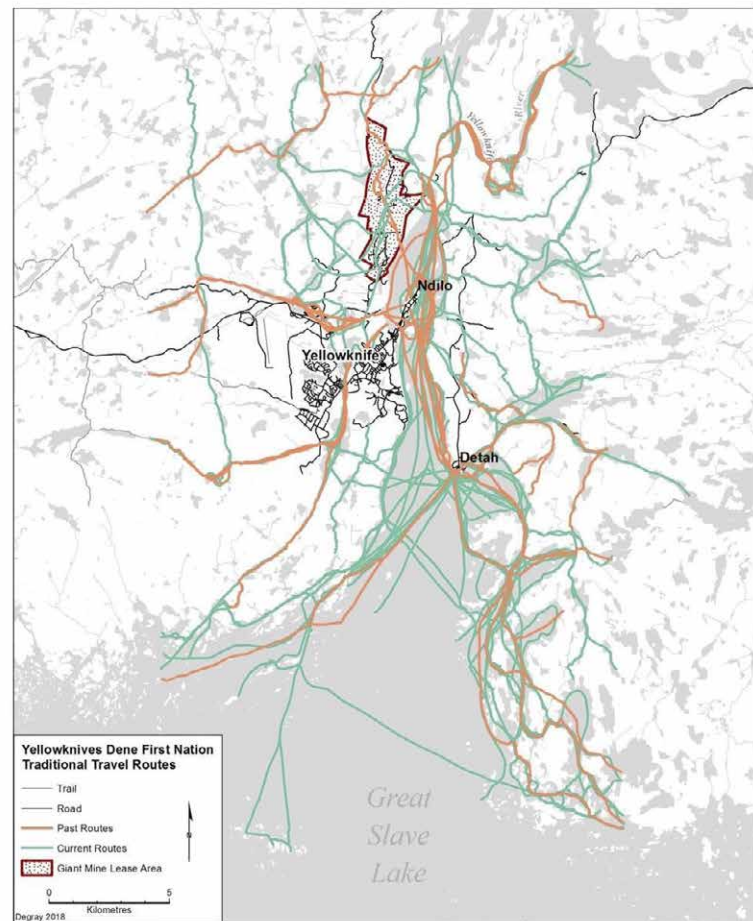 Yellowknife
River
Ndilo
Yellowknife
Detah
Great
Slave
Lake
Yellowknives Dene First Nation
Traditional Travel Routes
Trail
Road
Past Routes
Current Routes
Giant Mine Lease Area
N
0 5
Kilometres
Degray 2018